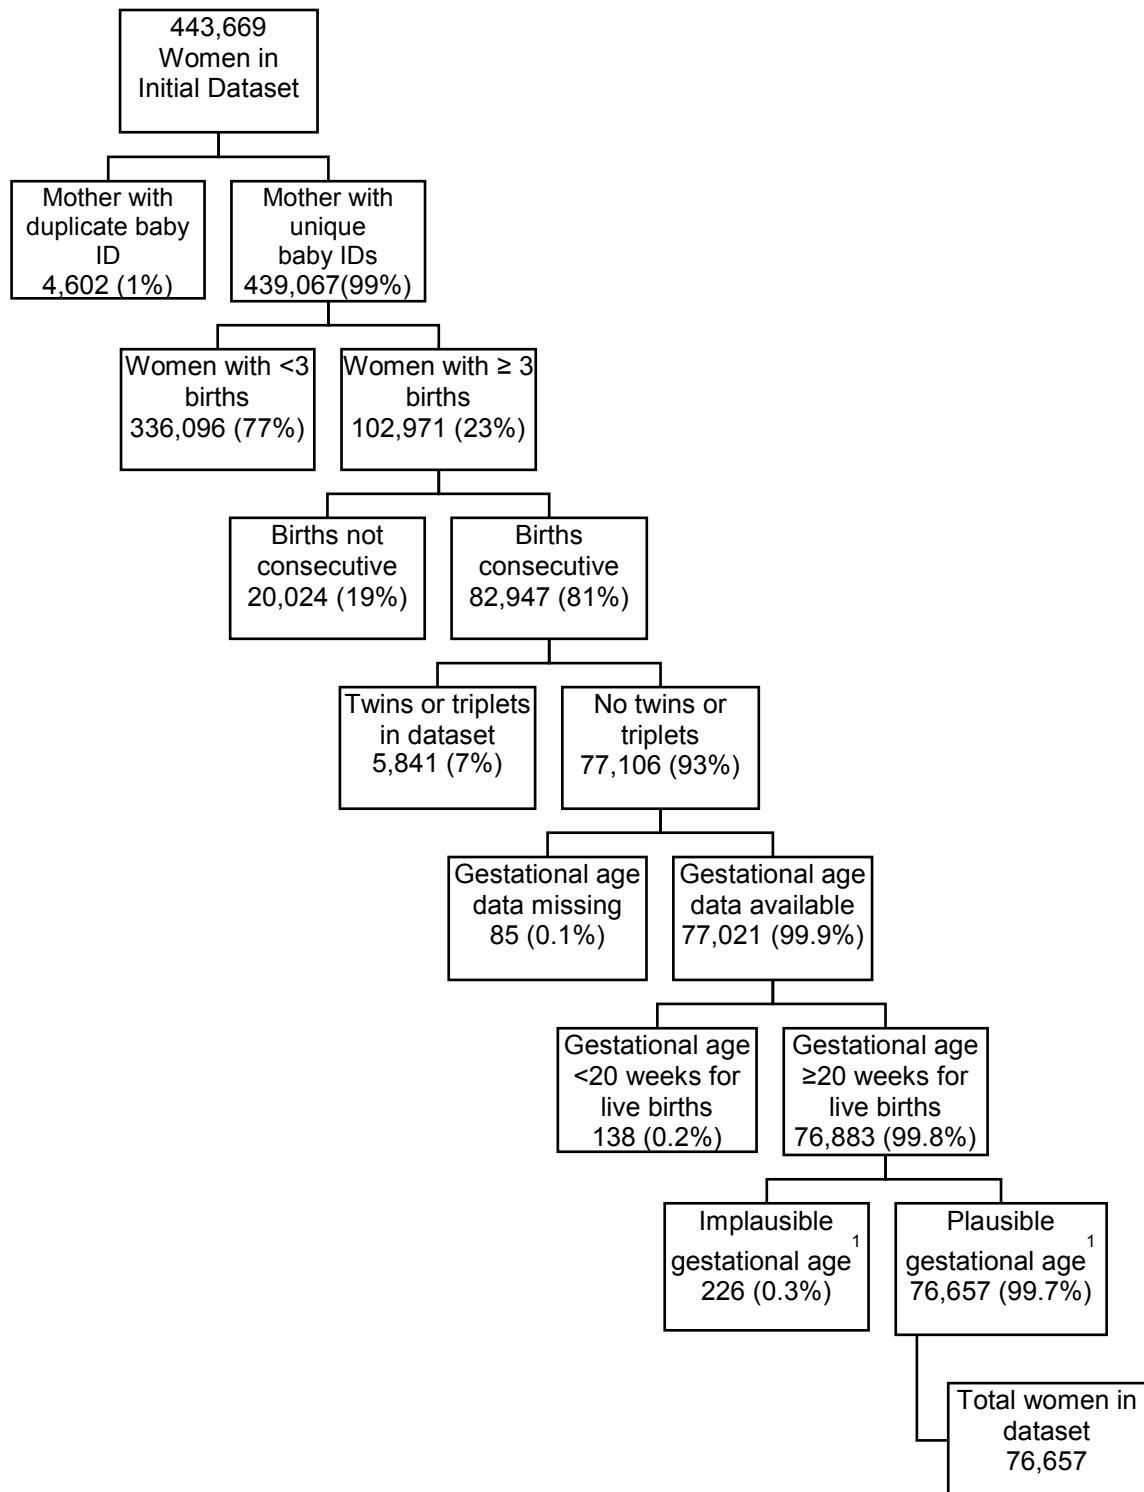 443,669
Women in
Initial Dataset
Mother with
duplicate baby
ID
4,602 (1%)
Mother with
unique
baby IDs
439,067(99%)
Women with <3
births
336,096 (77%)
Women with ≥ 3
births
102,971 (23%)
Births not
consecutive
20,024 (19%)
Births
consecutive
82,947 (81%)
Twins or triplets
in dataset
5,841 (7%)
No twins or
triplets
77,106 (93%)
Gestational age
data missing
85 (0.1%)
Gestational age
data available
77,021 (99.9%)
Gestational age
<20 weeks for
live births
138 (0.2%)
Gestational age
≥20 weeks for
live births
76,883 (99.8%)
Implausible
gestational age¹
226 (0.3%)
Plausible
gestational age¹
76,657 (99.7%)
Total women in
dataset
76,657